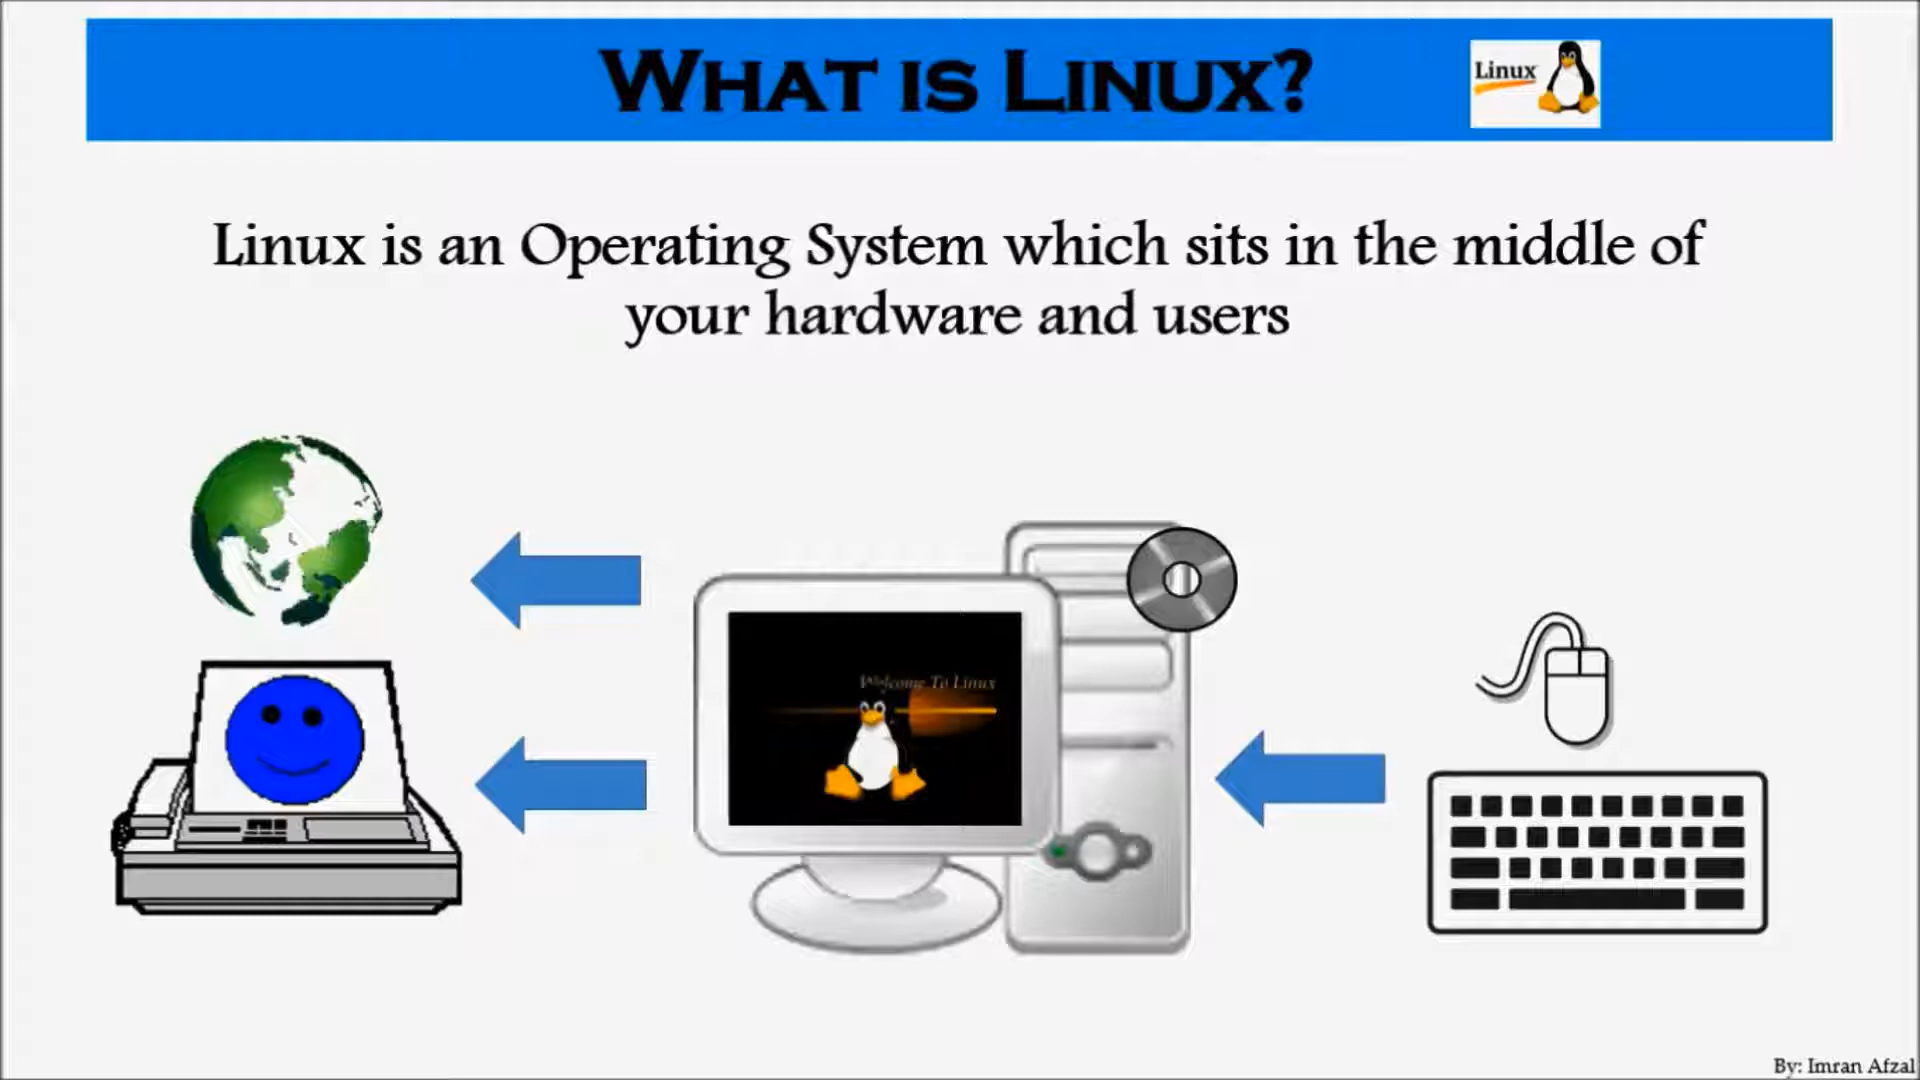 What is Linux?
Linux
Linux is an Operating System which sits in the middle of
your hardware and users
Welcome To Linux
By: Imran Afzal